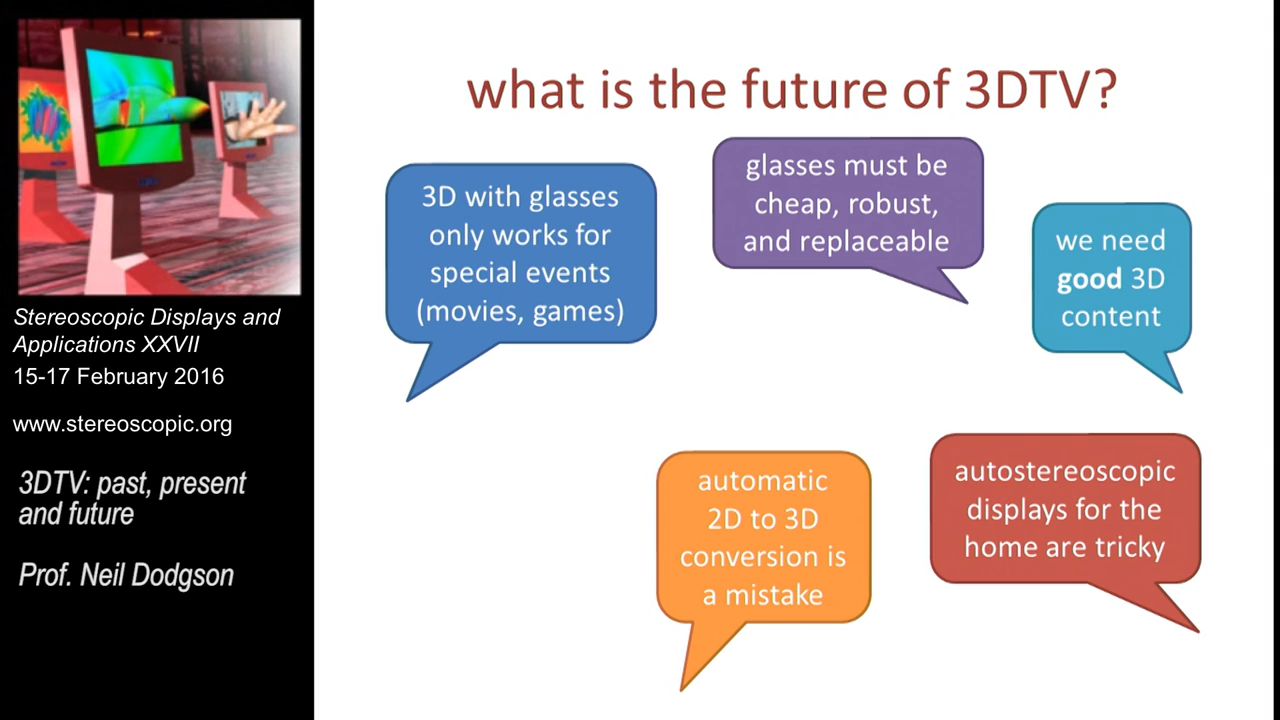 Stereoscopic Displays and
Applications XXVII
15-17 February 2016
www.stereoscopic.org
3DTV: past, present
and future
Prof. Neil Dodgson
what is the future of 3DTV?
3D with glasses
only works for
special events
(movies, games)
glasses must be
cheap, robust,
and replaceable
we need
good 3D
content
automatic
2D to 3D
conversion is
a mistake
autostereoscopic
displays for the
home are tricky